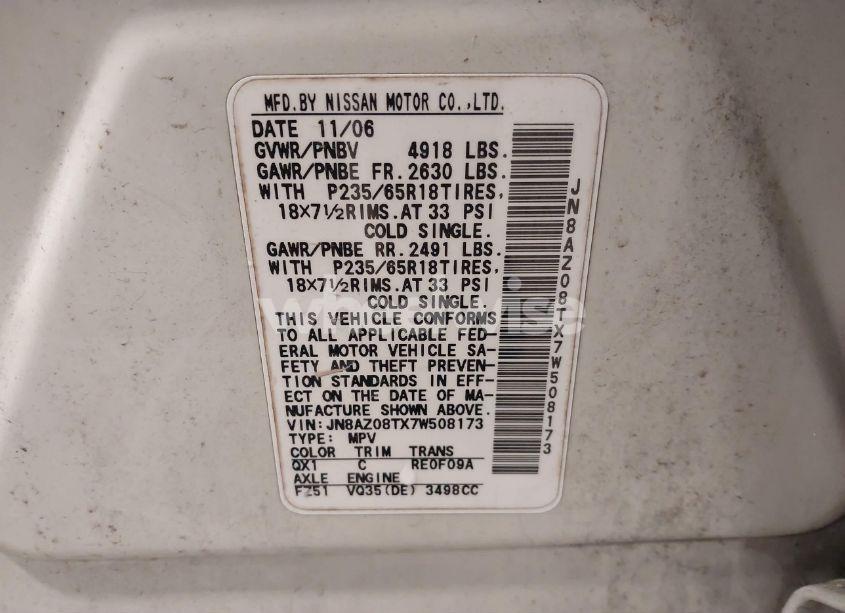 MFD.BY NISSAN MOTOR CO.,LTD.
DATE 11/06
GVWR/PNBV 4918 LBS.
GAWR/PNBE FR.2630 LBS.
WITH P235/65R18TIRES,
18×7½RIMS.AT 33 PSI
COLD SINGLE.
GAWR/PNBE RR.2491 LBS.
WITH P235/65R18TIRES,
18×7½RIMS.AT 33 PSI
COLD SINGLE.
THIS VEHICLE CONFORMS
TO ALL APPLICABLE FED-
ERAL MOTOR VEHICLE SA-
FETY AND THEFT PREVEN-
TION STANDARDS IN EFF-
ECT ON THE DATE OF MA-
NUFACTURE SHOWN ABOVE.
VIN:JN8AZ08TX7W508173
TYPE: MPV
COLOR TRIM TRANS
QX1 C RE0F09A
AXLE ENGINE
FZ51 VQ35(DE) 3498CC
JN8AZ08TX7W508173